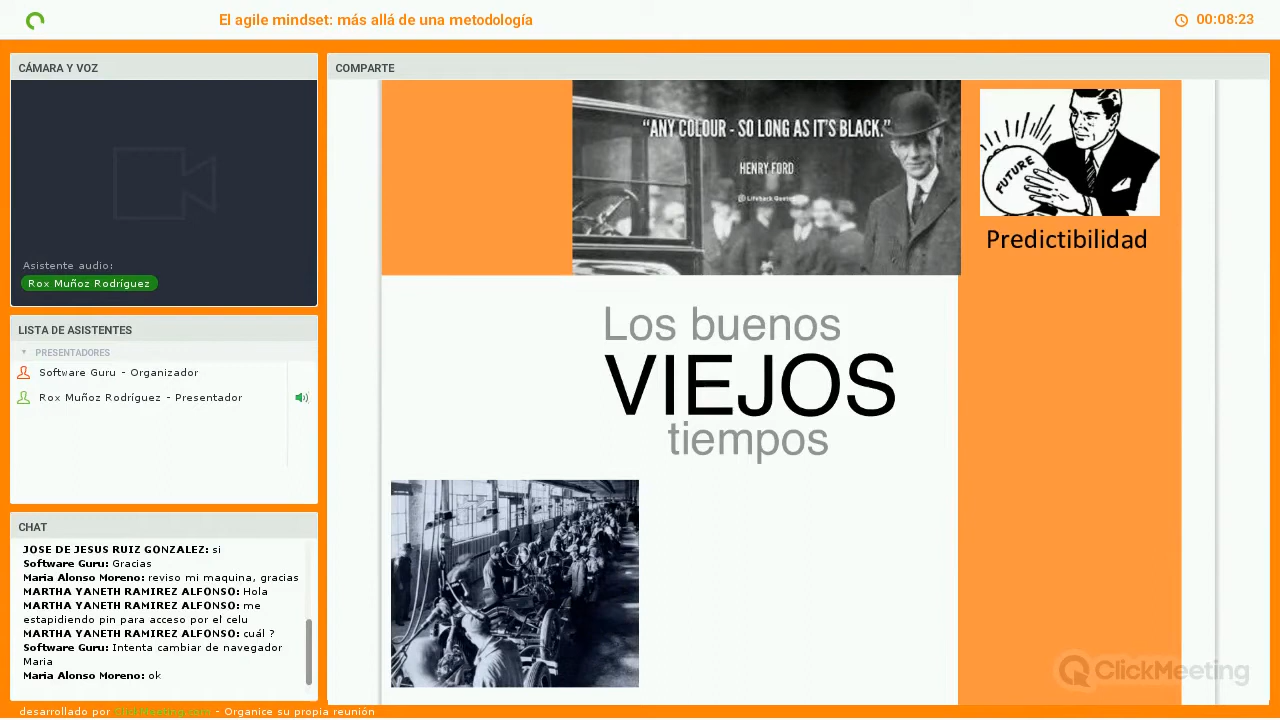 El agile mindset: más allá de una metodología
00:08:23
CÁMARA Y VOZ
Asistente audio:
Rox Muñoz Rodríguez
LISTA DE ASISTENTES
PRESENTADORES
Software Guru - Organizador
Rox Muñoz Rodríguez - Presentador
CHAT
JOSE DE JESUS RUIZ GONZALEZ: si
Software Guru: Gracias
Maria Alonso Moreno: reviso mi maquina, gracias
MARTHA YANETH RAMIREZ ALFONSO: Hola
MARTHA YANETH RAMIREZ ALFONSO: me
estapidiendo pin para acceso por el celu
MARTHA YANETH RAMIREZ ALFONSO: cuál ?
Software Guru: Intenta cambiar de navegador
Maria
Maria Alonso Moreno: ok
desarrollado por ClickMeeting.com - Organice su propia reunión
COMPARTE
“ANY COLOUR - SO LONG AS IT'S BLACK.”
HENRY FORD
FUTURE
Predictibilidad
Los buenos
VIEJOS
tiempos
ClickMeeting